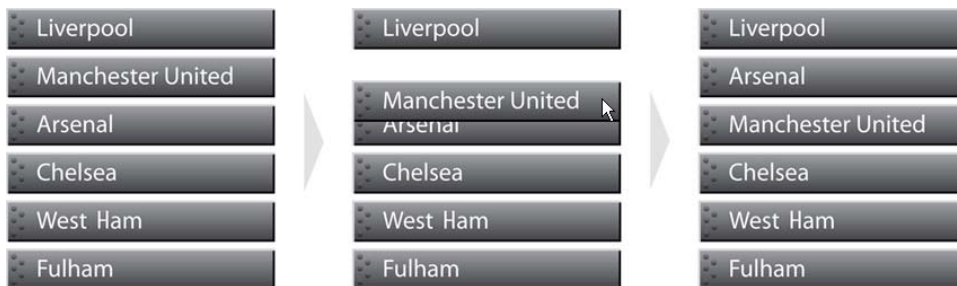 Liverpool
Manchester United
Arsenal
Chelsea
West Ham
Fulham
Liverpool
Manchester United
Arsenal
Chelsea
West Ham
Fulham
Liverpool
Arsenal
Manchester United
Chelsea
West Ham
Fulham